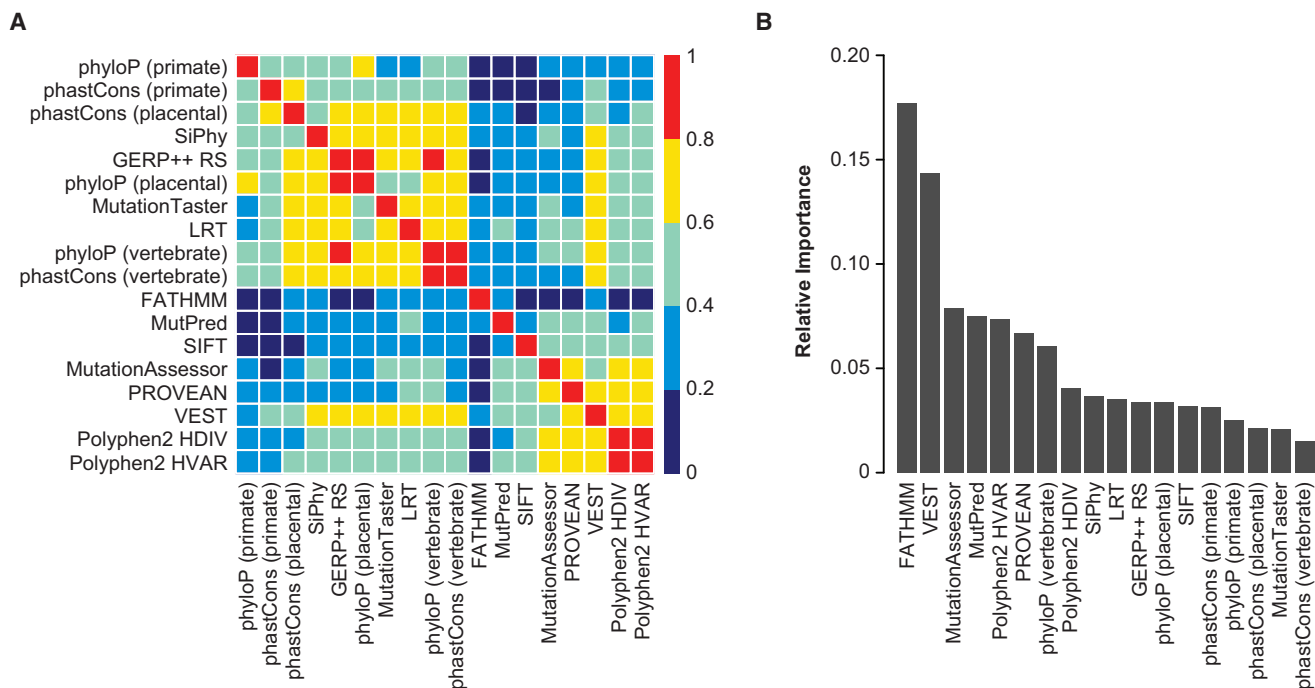 A
phyloP (primate)
phastCons (primate)
phastCons (placental)
SiPhy
GERP++ RS
phyloP (placental)
MutationTaster
LRT
phyloP (vertebrate)
phastCons (vertebrate)
FATHMM
MutPred
SIFT
MutationAssessor
PROVEAN
VEST
Polyphen2 HDIV
Polyphen2 HVAR
phyloP (primate)
phastCons (primate)
phastCons (placental)
SiPhy
GERP++ RS
phyloP (placental)
MutationTaster
LRT
phyloP (vertebrate)
phastCons (vertebrate)
FATHMM
MutPred
SIFT
MutationAssessor
PROVEAN
VEST
Polyphen2 HDIV
Polyphen2 HVAR
1
0.8
0.6
0.4
0.2
0
B
Relative Importance
0.20
0.15
0.10
0.05
0
FATHMM
VEST
MutationAssessor
MutPred
Polyphen2 HVAR
PROVEAN
phyloP (vertebrate)
Polyphen2 HDIV
SiPhy
LRT
GERP++ RS
phyloP (placental)
SIFT
phastCons (primate)
phyloP (primate)
phastCons (placental)
MutationTaster
phastCons (vertebrate)